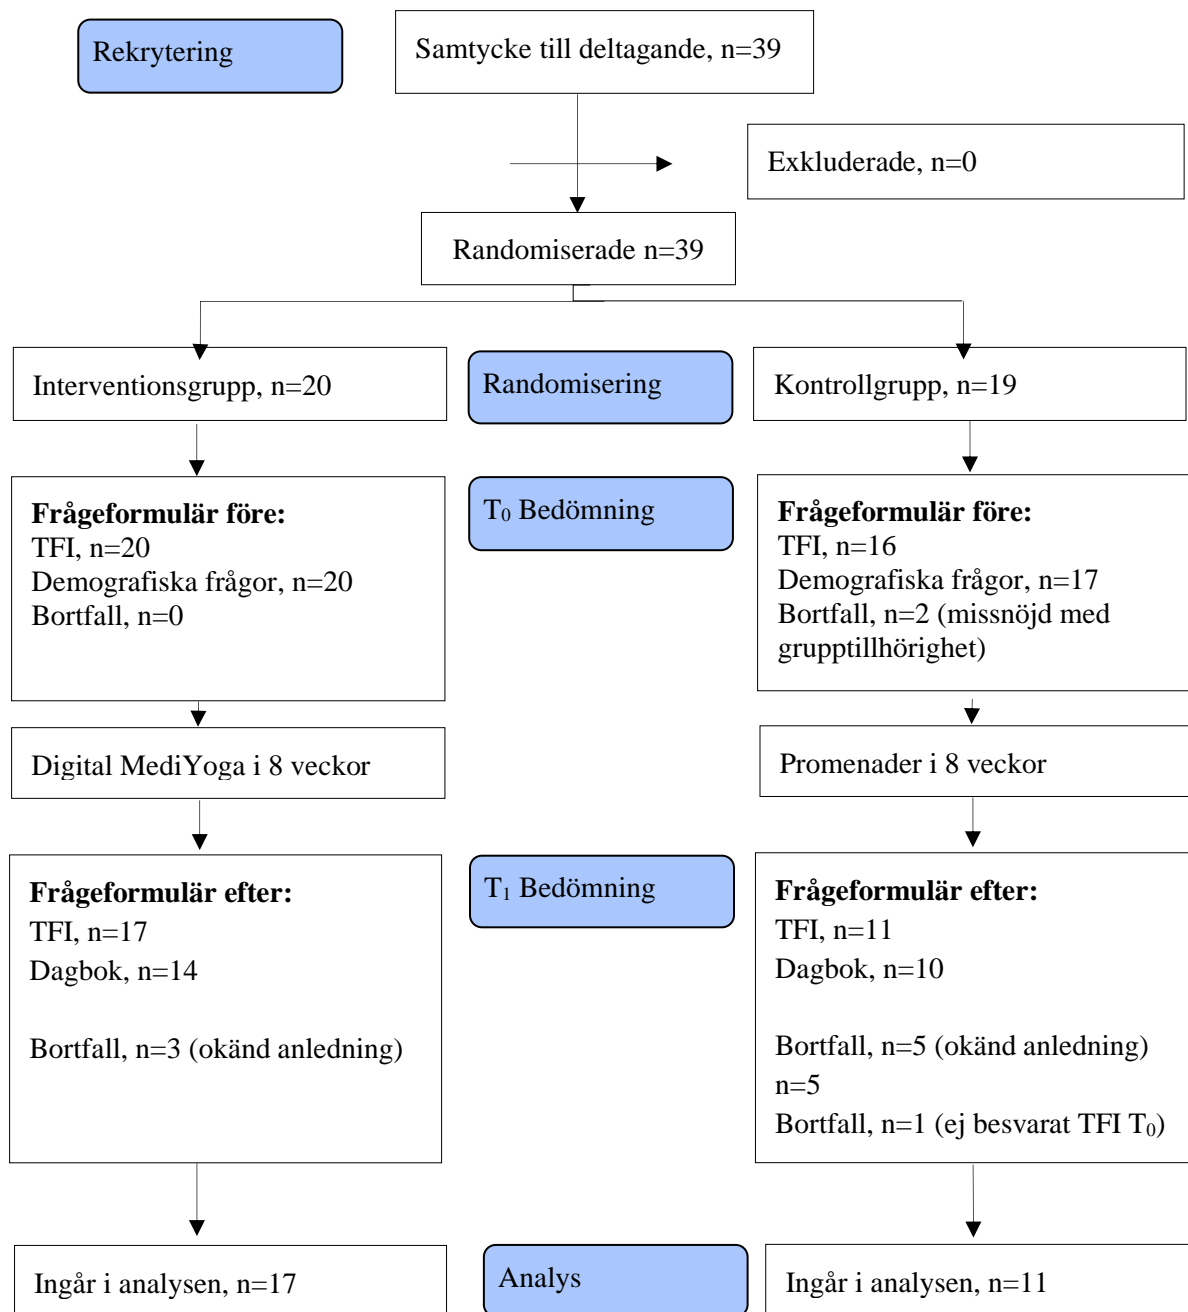 Rekrytering
Samtycke till deltagande, n=39
Exkluderade, n=0
Randomiserade n=39
Interventionsgrupp, n=20
Randomisering
Kontrollgrupp, n=19
Frågeformulär före:
TFI, n=20
Demografiska frågor, n=20
Bortfall, n=0
T₀ Bedömning
Frågeformulär före:
TFI, n=16
Demografiska frågor, n=17
Bortfall, n=2 (missnöjd med
grupptillhörighet)
Digital MediYoga i 8 veckor
Promenader i 8 veckor
Frågeformulär efter:
TFI, n=17
Dagbok, n=14
Bortfall, n=3 (okänd anledning)
T₁ Bedömning
Frågeformulär efter:
TFI, n=11
Dagbok, n=10
Bortfall, n=5 (okänd anledning)
n=5
Bortfall, n=1 (ej besvarat TFI T₀)
Ingår i analysen, n=17
Analys
Ingår i analysen, n=11